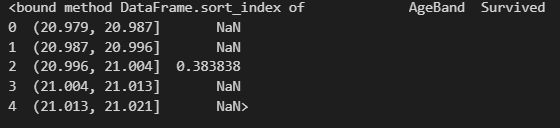 <bound method DataFrame.sort_index of             AgeBand  Survived
0  (20.979, 20.987]       NaN
1  (20.987, 20.996]       NaN
2  (20.996, 21.004]  0.383838
3  (21.004, 21.013]       NaN
4  (21.013, 21.021]       NaN>